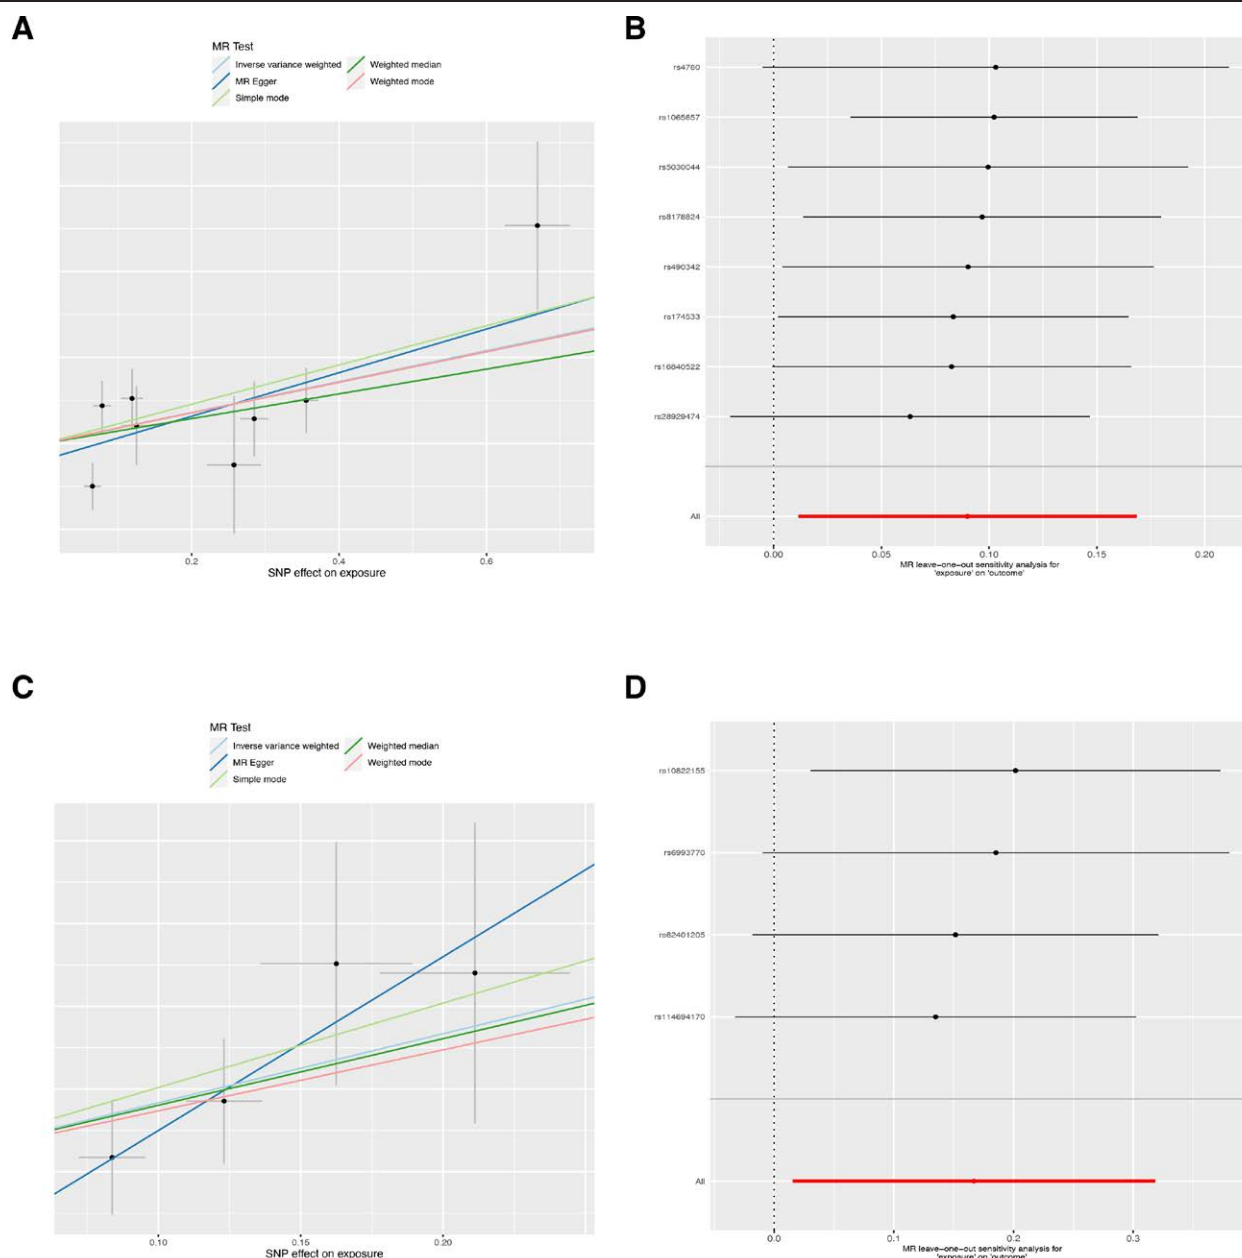 A
MR Test
Inverse variance weighted
Weighted median
MR Egger
Weighted mode
Simple mode
0.2
0.4
0.6
SNP effect on exposure
B
rs4760
rs1065657
rs5030044
rs8178824
rs490342
rs174533
rs16840522
rs28929474
All
0.00
0.05
0.10
0.15
0.20
MR leave−one−out sensitivity analysis for
'exposure' on 'outcome'
C
MR Test
Inverse variance weighted
Weighted median
MR Egger
Weighted mode
Simple mode
0.10
0.15
0.20
SNP effect on exposure
D
rs10822155
rs6993770
rs62401205
rs114694170
All
0.0
0.1
0.2
0.3
MR leave−one−out sensitivity analysis for
'exposure' on 'outcome'